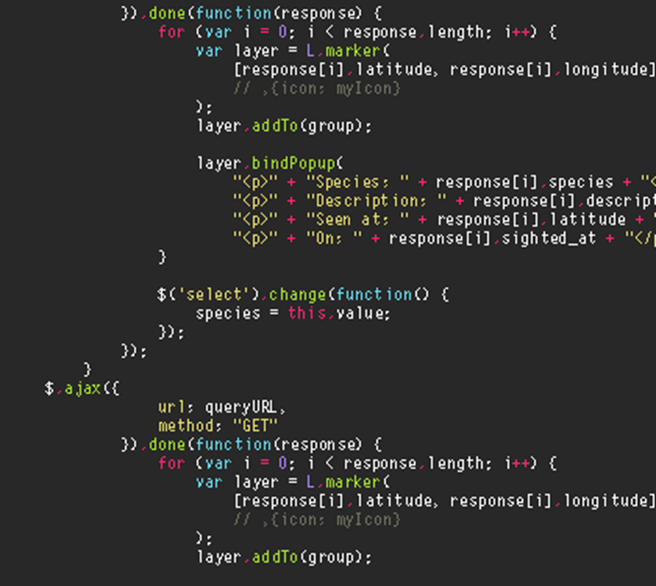 }).done(function(response) {
for (var i = 0; i < response.length; i++) {
var layer = L.marker(
[response[i].latitude, response[i].longitude]
// ,{icon: myIcon}
);
layer.addTo(group);
layer.bindPopup(
"<p>" + "Species: " + response[i].species + "<
"<p>" + "Description: " + response[i].descript
"<p>" + "Seen at: " + response[i].latitude + "
"<p>" + "On: " + response[i].sighted_at + "</p
}
$('select').change(function() {
species = this.value;
});
});
}
$.ajax({
url: queryURL,
method: "GET"
}).done(function(response) {
for (var i = 0; i < response.length; i++) {
var layer = L.marker(
[response[i].latitude, response[i].longitude]
// ,{icon: myIcon}
);
layer.addTo(group);